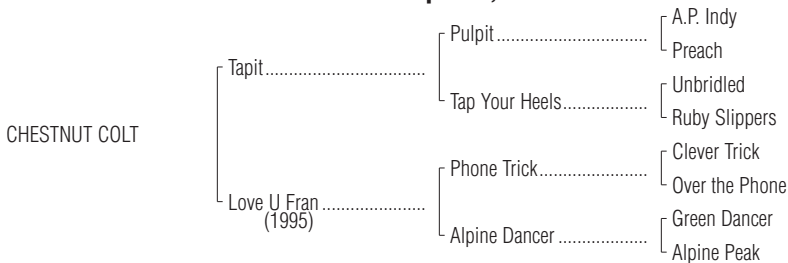 A.P. Indy
Pulpit................................
Preach
Tapit..................................
Unbridled
Tap Your Heels..................
Ruby Slippers
CHESTNUT COLT
Clever Trick
Phone Trick.......................
Over the Phone
Love U Fran ......................
(1995)
Green Dancer
Alpine Dancer ...................
Alpine Peak